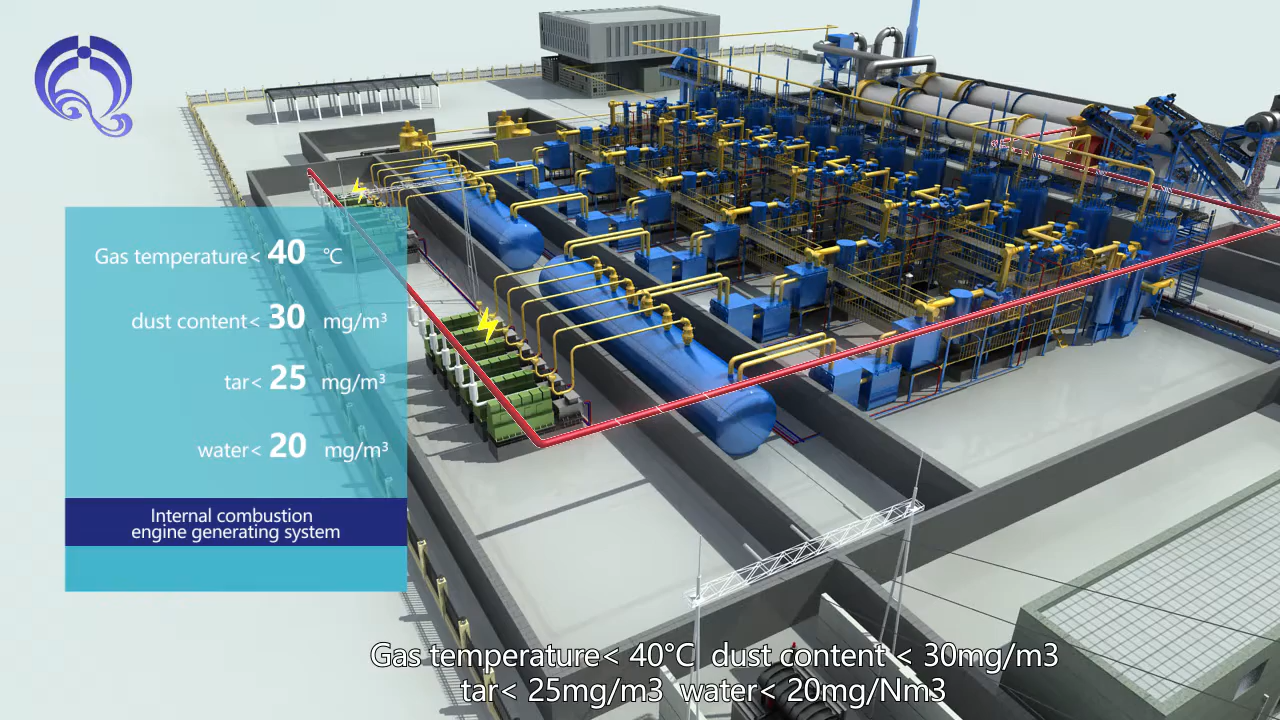 Gas temperature< 40 ℃
dust content< 30 mg/m³
tar< 25 mg/m³
water< 20 mg/m³
Internal combustion
engine generating system
Gas temperature< 40℃ dust content < 30mg/m3
tar< 25mg/m3 water< 20mg/Nm3